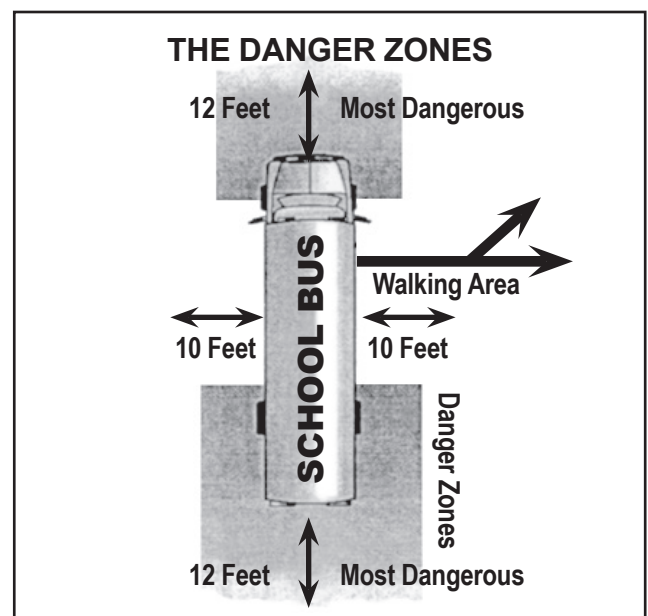 THE DANGER ZONES
12 Feet
Most Dangerous
SCHOOL BUS
Walking Area
10 Feet
10 Feet
Danger Zones
12 Feet
Most Dangerous